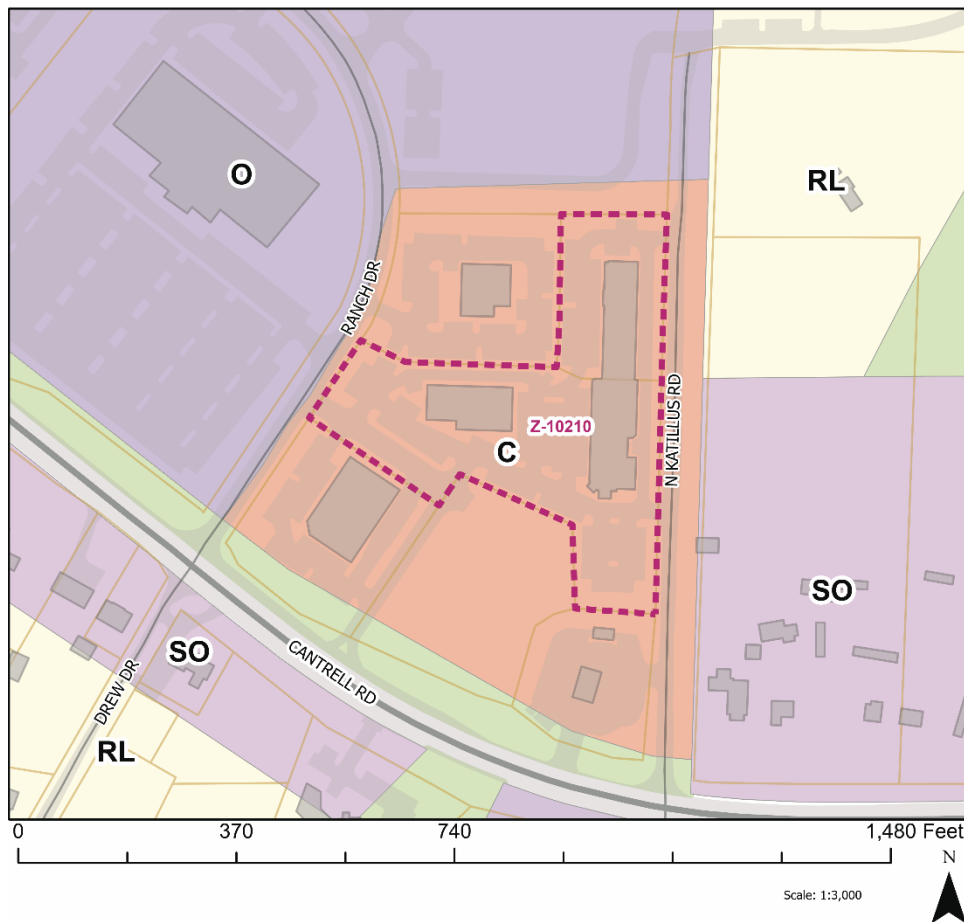 O
RL
RANCH DR
N KATILLUS RD
Z-10210
C
SO
SO
CANTRELL RD
DREW DR
RL
0 370 740 1,480 Feet
N
Scale: 1:3,000